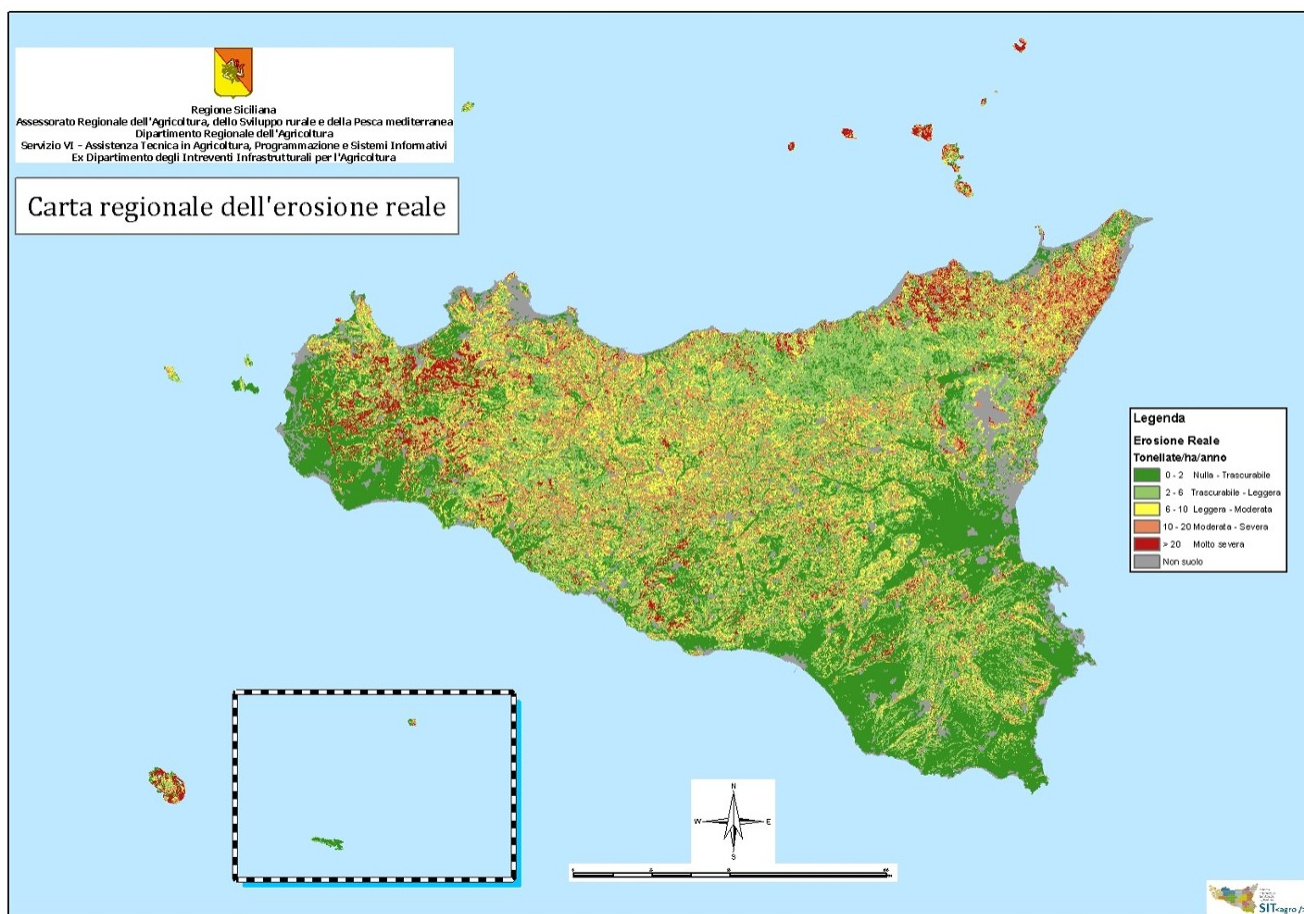 Regione Siciliana
Assessorato Regionale dell'Agricoltura, dello Sviluppo rurale e della Pesca mediterranea
Dipartimento Regionale dell'Agricoltura
Servizio VI - Assistenza Tecnica in Agricoltura, Programmazione e Sistemi Informativi
Ex Dipartimento degli Intreventi Infrastrutturali per l'Agricoltura
Carta regionale dell'erosione reale
Legenda
Erosione Reale
Tonellate/ha/anno
0 - 2 Nulla - Trascurabile
2 - 6 Trascurabile - Leggera
6 - 10 Leggera - Moderata
10 - 20 Moderata - Severa
> 20 Molto severa
Non suolo
N
W E
S
SIT<agro />